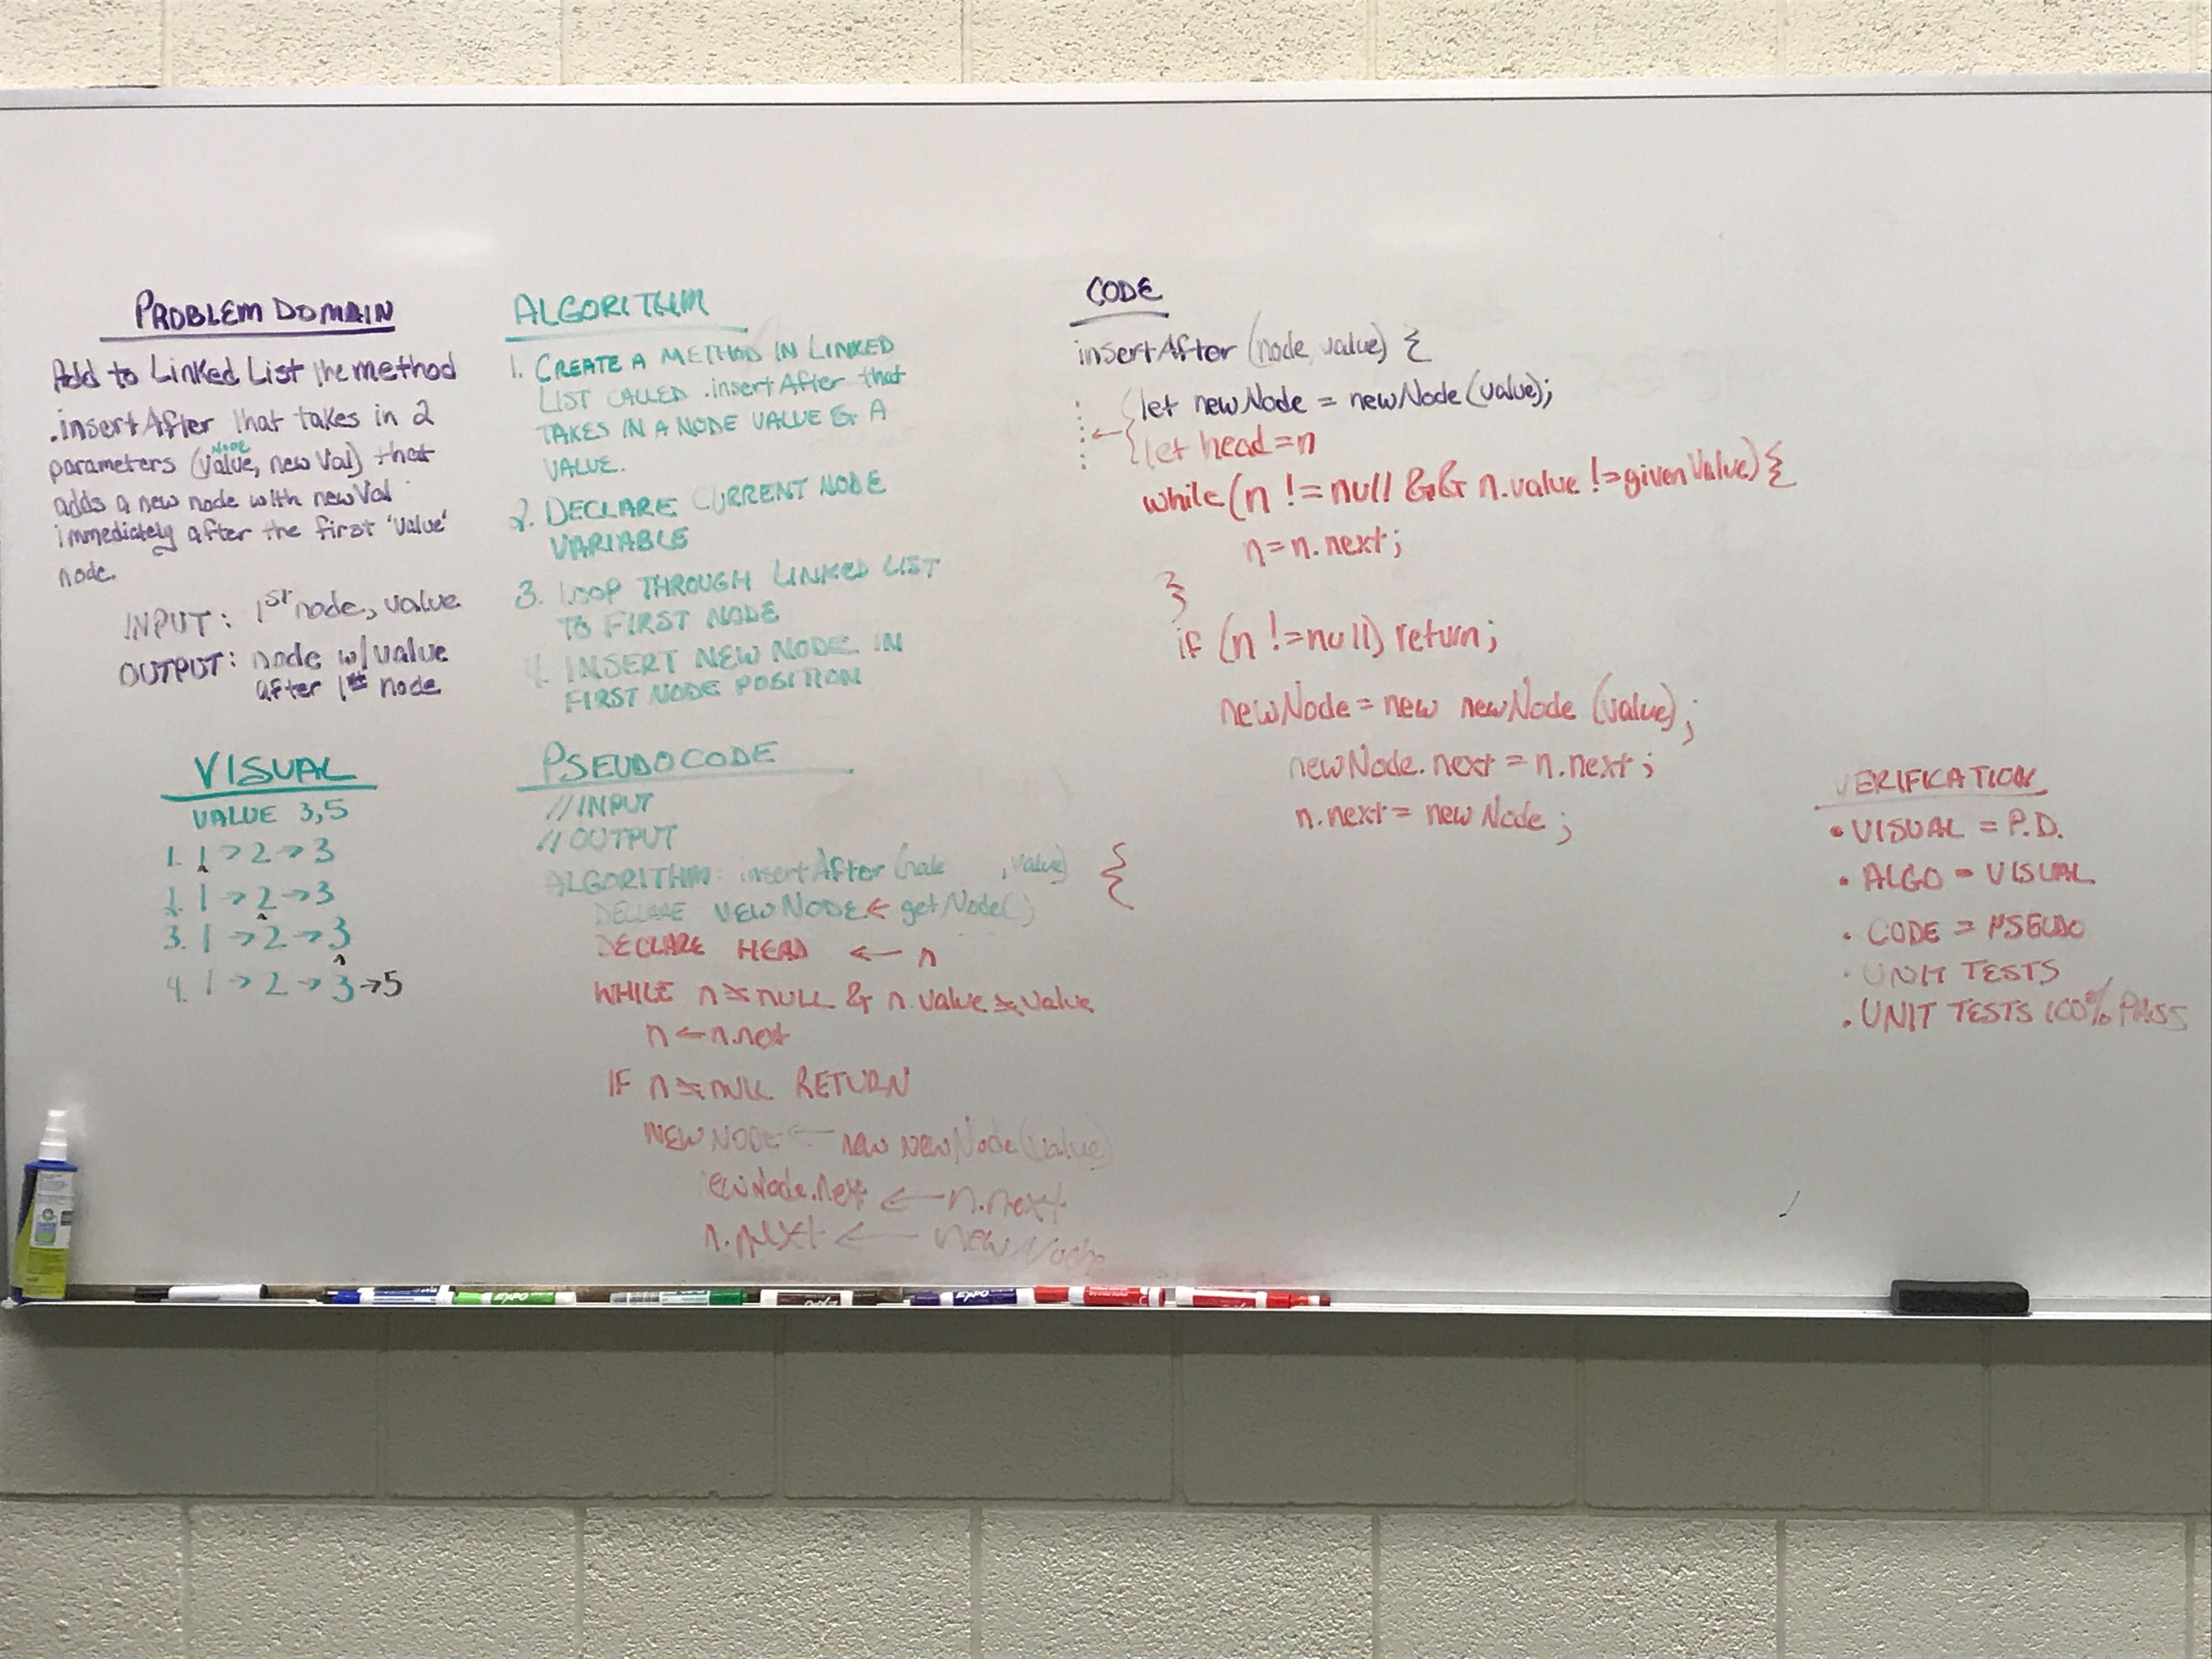 PROBLEM DOMAIN
Add to Linked List the method
.insertAfter that takes in 2
NODE
parameters (value, new Val) that
adds a new node with newVal
immediately after the first 'value'
node.
INPUT: 1ST node, value
OUTPUT: node w/ value
after 1st node
VISUAL
VALUE 3,5
1. 1 → 2 → 3
2. 1 → 2 → 3
3. 1 → 2 → 3
4. 1 → 2 → 3 → 5
ALGORITHM
1. CREATE A METHOD IN LINKED
LIST CALLED .insertAfter that
TAKES IN A NODE VALUE & A
VALUE.
2. DECLARE CURRENT NODE
VARIABLE
3. LOOP THROUGH LINKED LIST
TO FIRST NODE
4. INSERT NEW NODE IN
FIRST NODE POSITION
PSEUDOCODE
//INPUT
//OUTPUT
ALGORITHM: insertAfter (node , value) {
DECLARE NEWNODE ← getNode()
DECLARE HEAD ← n
WHILE n != NULL & n.value != value
n ← n.next
IF n != NULL RETURN
NEWNODE ← new newNode(value)
ewNode.next ← n.next
n.next ← newNode
CODE
insertAfter (node, value) {
let newNode = newNode(value);
let head = n
while (n != null && n.value != givenValue) {
n = n.next;
}
if (n != null) return;
newNode = new newNode (value);
newNode.next = n.next;
n.next = newNode;
VERIFICATION
• VISUAL = P.D.
• ALGO = VISUAL
• CODE = PSEUDO
• UNIT TESTS
• UNIT TESTS 100% PASS
EXPO
EXPO